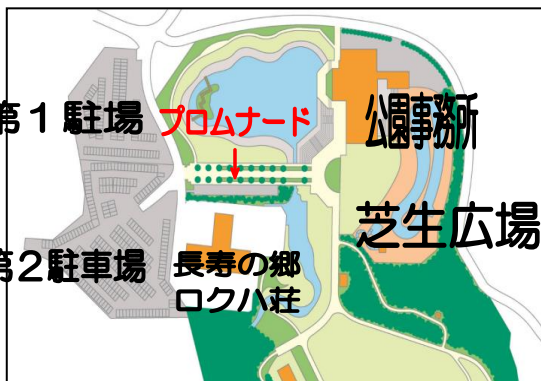 第１駐場
プロムナード
公園事務所
芝生広場
第２駐車場
長寿の郷
ロクハ荘